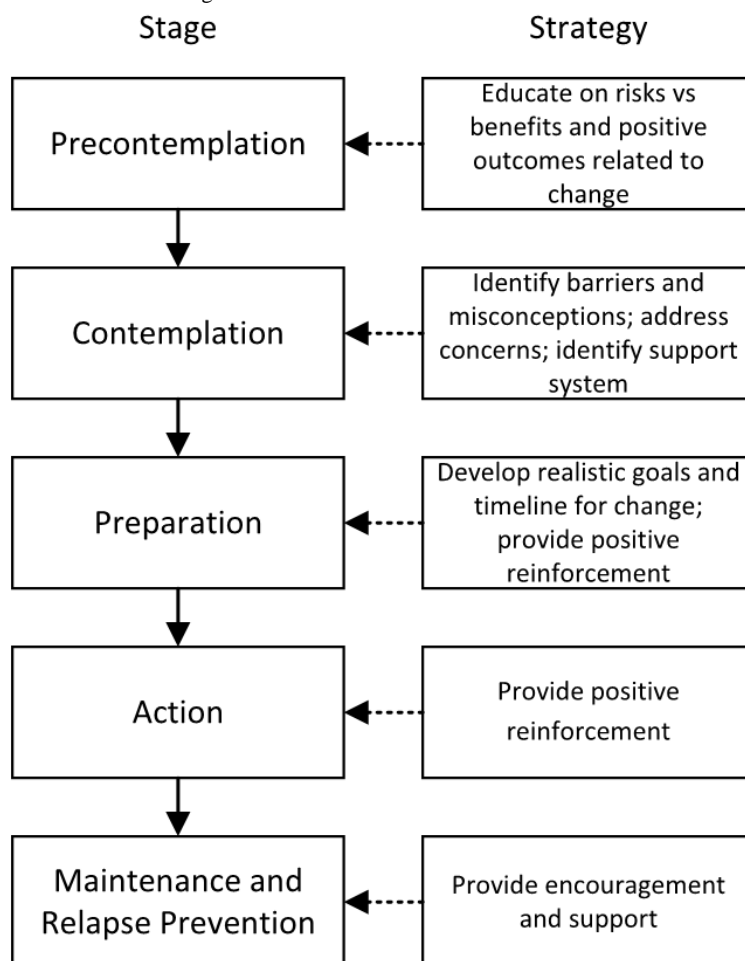 Stage
Strategy
Precontemplation
Educate on risks vs
benefits and positive
outcomes related to
change
Contemplation
Identify barriers and
misconceptions; address
concerns; identify support
system
Preparation
Develop realistic goals and
timeline for change;
provide positive
reinforcement
Action
Provide positive
reinforcement
Maintenance and
Relapse Prevention
Provide encouragement
and support